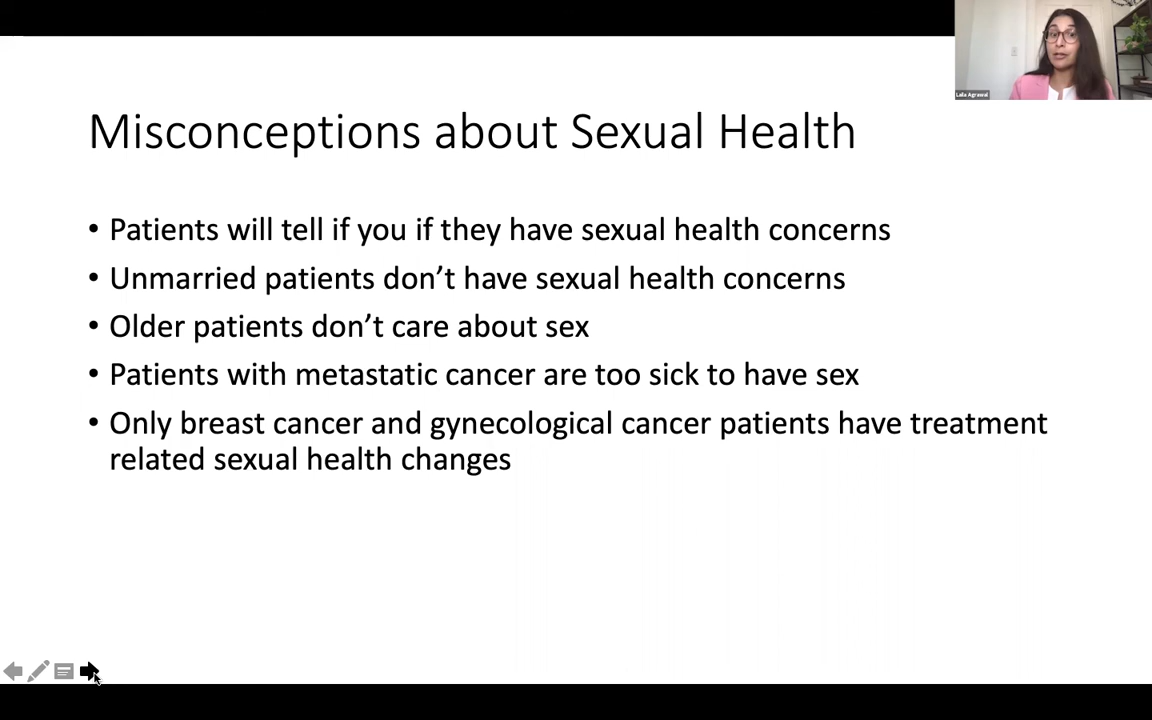 Laila Agrawal
Misconceptions about Sexual Health
• Patients will tell if you if they have sexual health concerns
• Unmarried patients don’t have sexual health concerns
• Older patients don’t care about sex
• Patients with metastatic cancer are too sick to have sex
• Only breast cancer and gynecological cancer patients have treatment
related sexual health changes